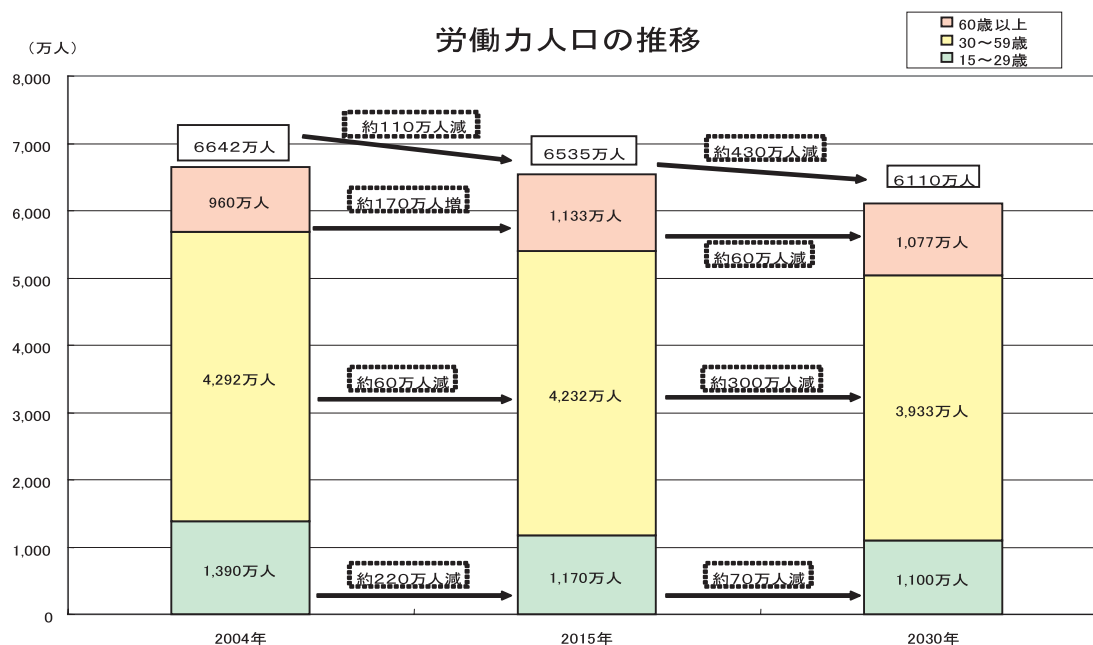 労働力人口の推移
（万人）
60歳以上
30～59歳
15～29歳
8,000
7,000
6,000
5,000
4,000
3,000
2,000
1,000
0
6642万人
約110万人減
6535万人
約430万人減
6110万人
960万人
約170万人増
1,133万人
約60万人減
1,077万人
4,292万人
約60万人減
4,232万人
約300万人減
3,933万人
1,390万人
約220万人減
1,170万人
約70万人減
1,100万人
2004年
2015年
2030年